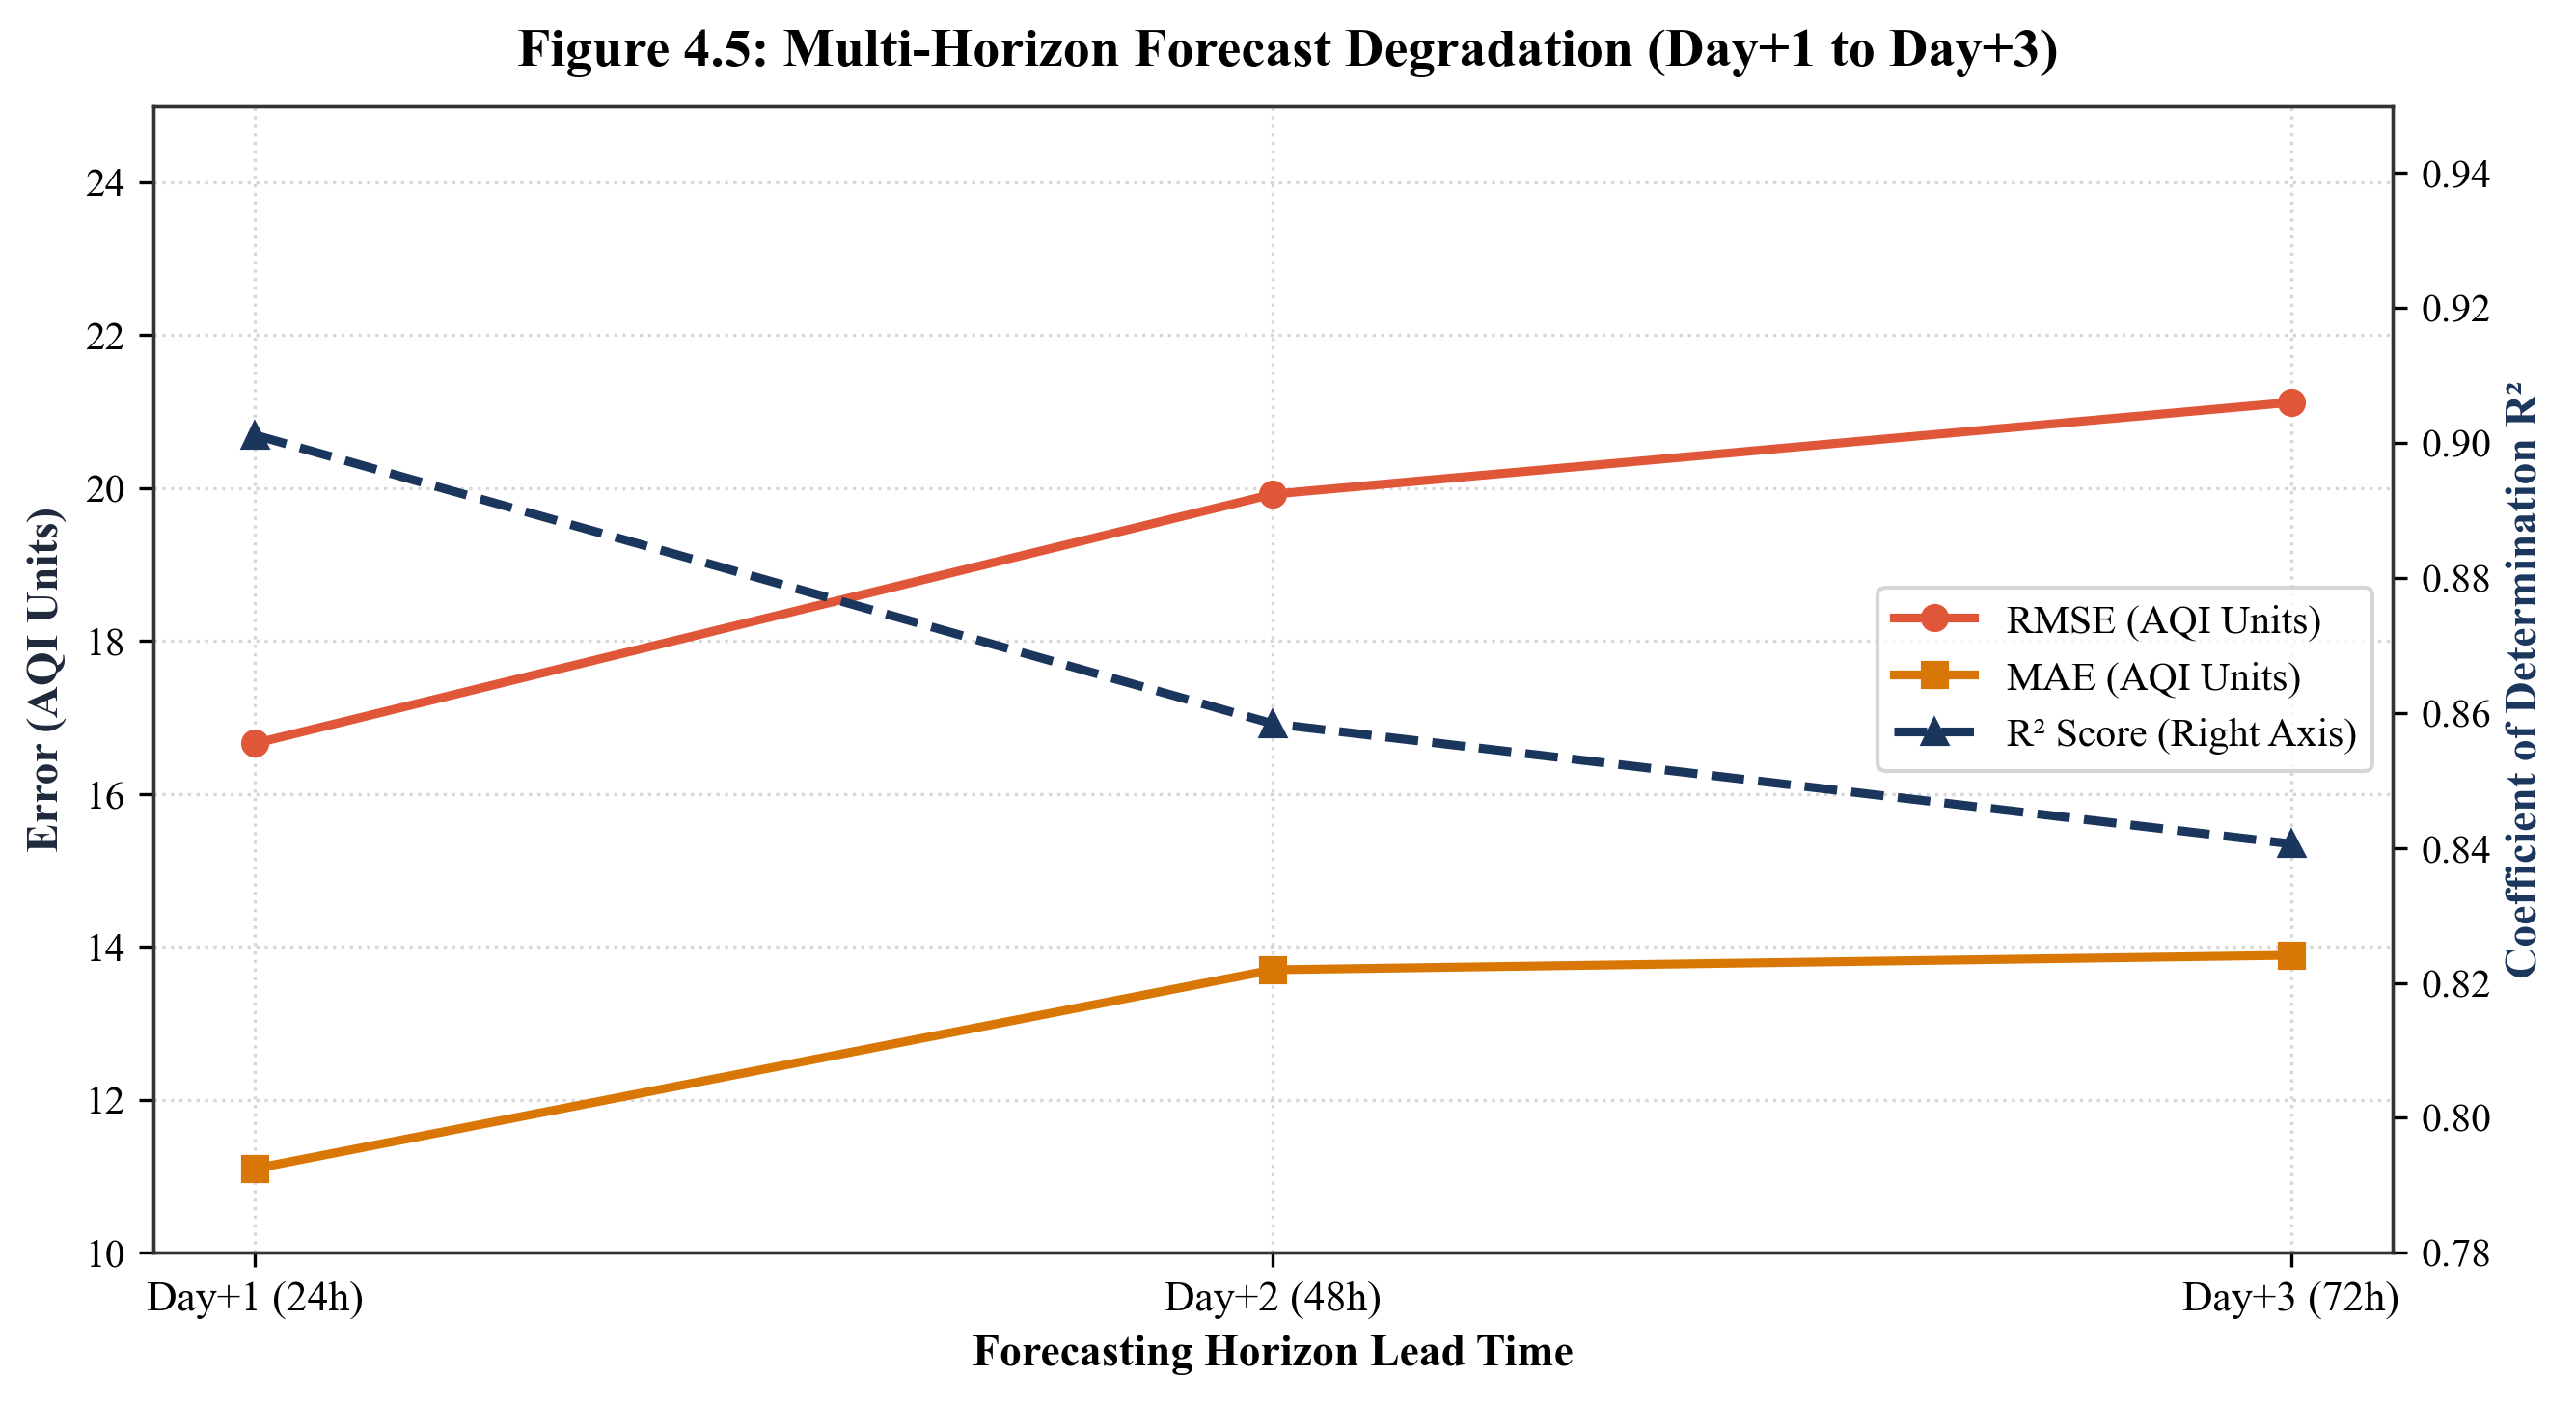 Figure 4.5: Multi-Horizon Forecast Degradation (Day+1 to Day+3)
Error (AQI Units)
24
22
20
18
16
14
12
10
0.94
0.92
0.90
0.88
0.86
0.84
0.82
0.80
0.78
Coefficient of Determination R²
RMSE (AQI Units)
MAE (AQI Units)
R² Score (Right Axis)
Day+1 (24h)
Day+2 (48h)
Day+3 (72h)
Forecasting Horizon Lead Time